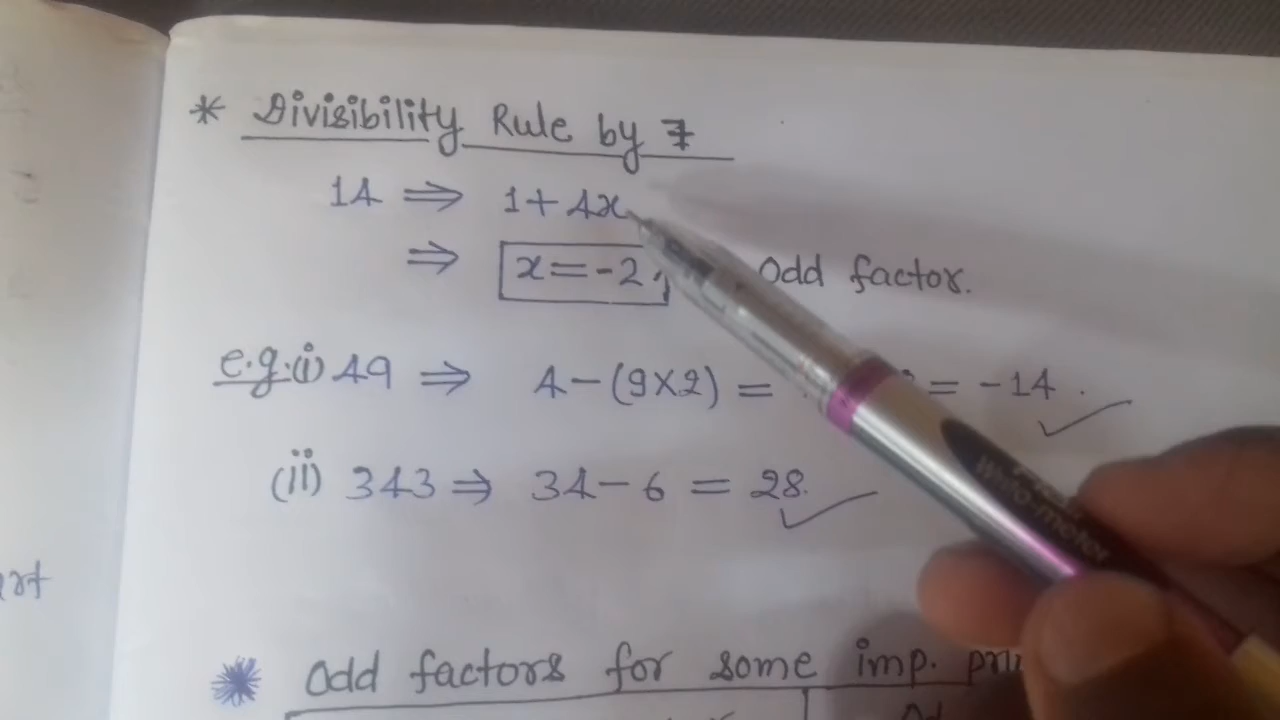 * Divisibility Rule by 7
14 ⇒ 1+4x
⇒ x=-2, Odd factor.
e.g.(i) 49 ⇒ 4-(9×2) = = -14.
(ii) 343 ⇒ 34-6 = 28.
Odd factors for some imp.